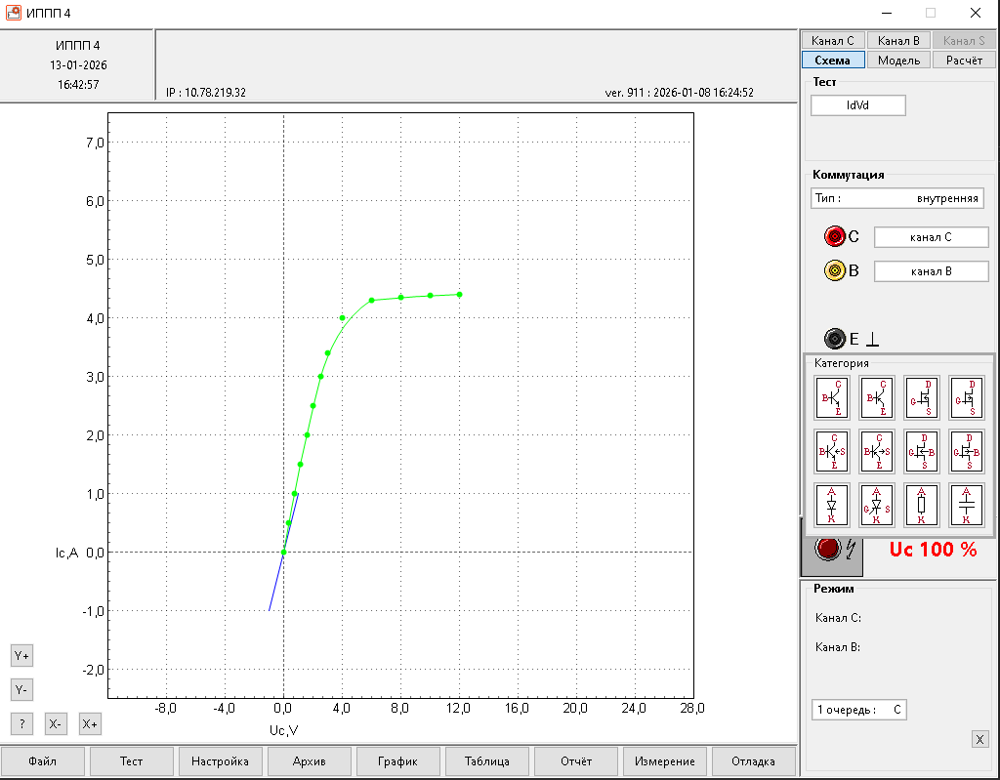 ИППП 4
ИППП 4
13-01-2026
16:42:57
IP : 10.78.219.32
ver. 911 : 2026-01-08 16:24:52
Канал C Канал B Канал S
Схема Модель Расчёт
Тест
IdVd
Коммутация
Тип : внутренняя
C канал C
B канал B
E
Категория
C B E C B E D G S D G S
C B S E C B S E D G B S D G B S
A K A G S K A K A K
Uc 100 %
Режим
Канал C:
Канал B:
1 очередь : C
X
7,0
6,0
5,0
4,0
3,0
2,0
1,0
Ic,A 0,0
-1,0
-2,0
-8,0 -4,0 0,0 4,0 8,0 12,0 16,0 20,0 24,0 28,0
Uc,V
Y+
Y-
? X- X+
Файл Тест Настройка Архив График Таблица Отчёт Измерение Отладка